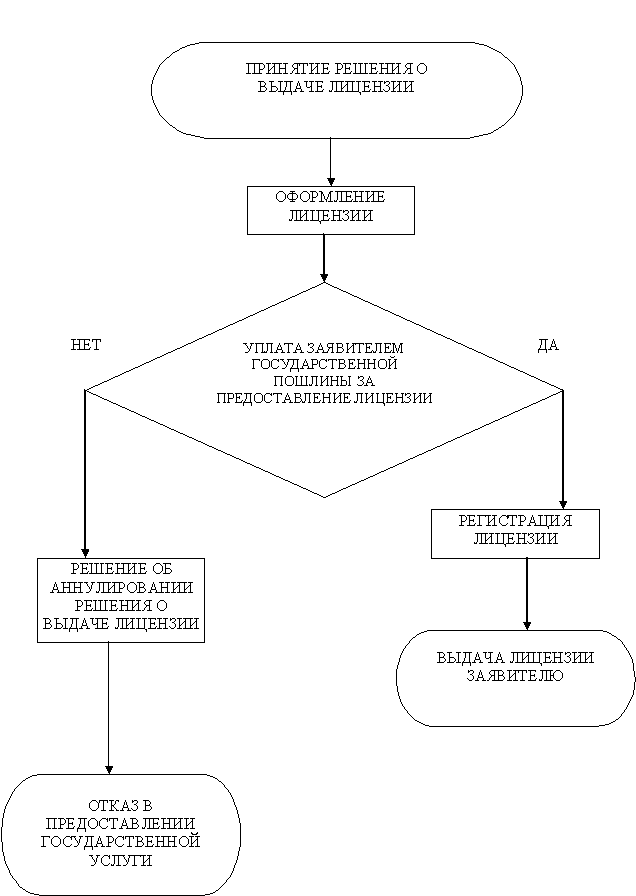 ПРИНЯТИЕ РЕШЕНИЯ О
ВЫДАЧЕ ЛИЦЕНЗИИ
ОФОРМЛЕНИЕ
ЛИЦЕНЗИИ
НЕТ
ДА
УПЛАТА ЗАЯВИТЕЛЕМ
ГОСУДАРСТВЕННОЙ
ПОШЛИНЫ ЗА
ПРЕДОСТАВЛЕНИЕ ЛИЦЕНЗИИ
РЕГИСТРАЦИЯ
ЛИЦЕНЗИИ
РЕШЕНИЕ ОБ
АННУЛИРОВАНИИ
РЕШЕНИЯ О
ВЫДАЧЕ ЛИЦЕНЗИИ
ВЫДАЧА ЛИЦЕНЗИИ
ЗАЯВИТЕЛЮ
ОТКАЗ В
ПРЕДОСТАВЛЕНИИ
ГОСУДАРСТВЕННОЙ
УСЛУГИ